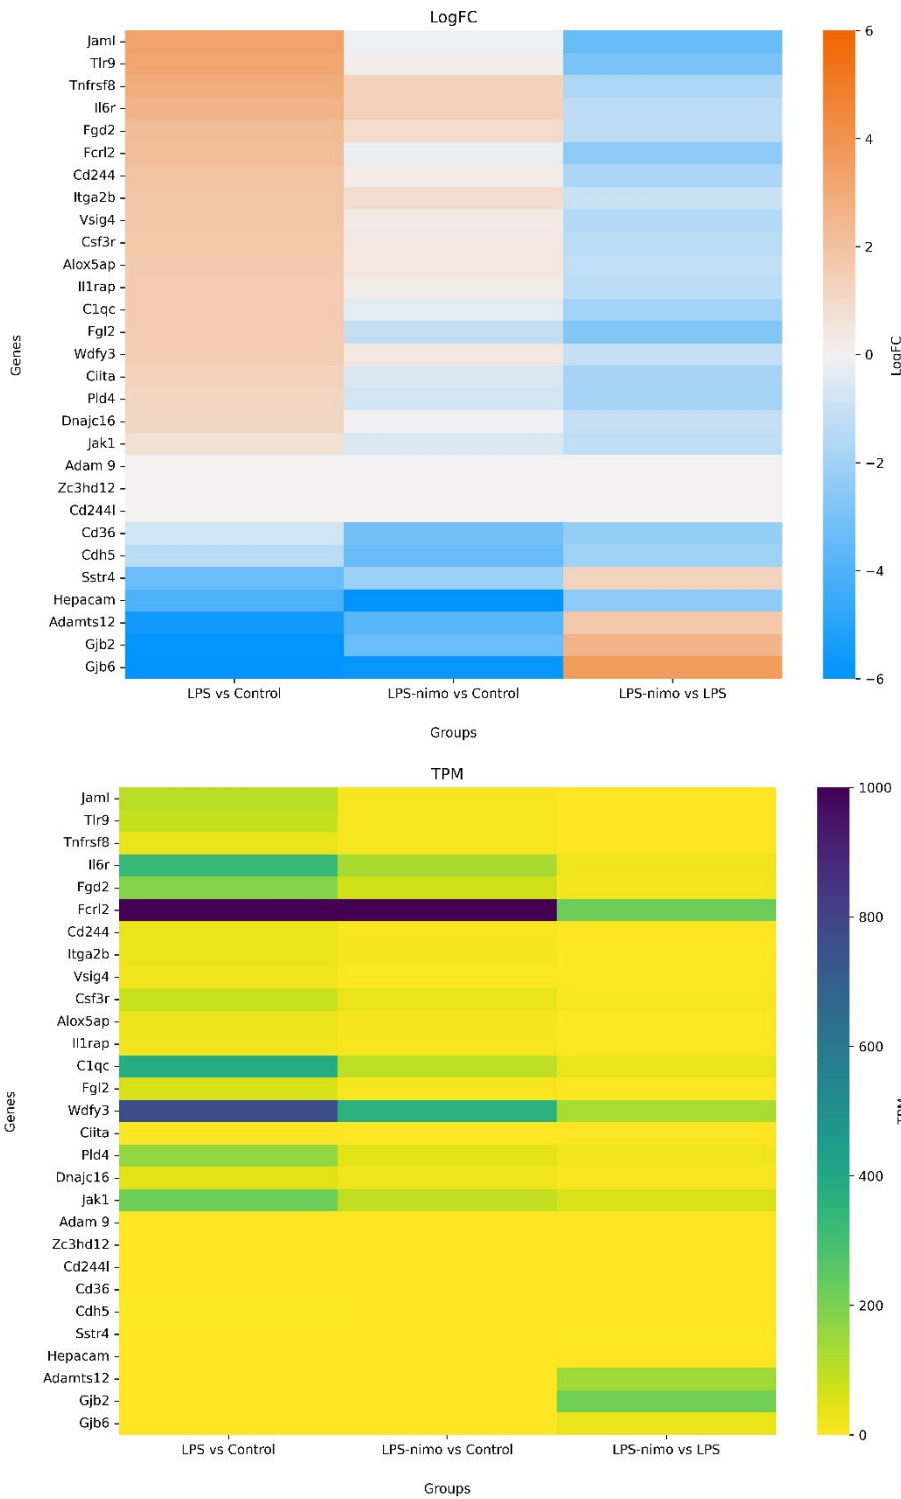 LogFC
Jaml
Tlr9
Tnfrsf8
Il6r
Fgd2
Fcrl2
Cd244
Itga2b
Vsig4
Csf3r
Alox5ap
Il1rap
C1qc
Fgl2
Wdfy3
Ciita
Pld4
Dnajc16
Jak1
Adam 9
Zc3hd12
Cd244l
Cd36
Cdh5
Sstr4
Hepacam
Adamts12
Gjb2
Gjb6
Genes
LPS vs Control LPS-nimo vs Control LPS-nimo vs LPS
Groups
6
4
2
0
−2
−4
−6
LogFC
TPM
Jaml
Tlr9
Tnfrsf8
Il6r
Fgd2
Fcrl2
Cd244
Itga2b
Vsig4
Csf3r
Alox5ap
Il1rap
C1qc
Fgl2
Wdfy3
Ciita
Pld4
Dnajc16
Jak1
Adam 9
Zc3hd12
Cd244l
Cd36
Cdh5
Sstr4
Hepacam
Adamts12
Gjb2
Gjb6
Genes
LPS vs Control LPS-nimo vs Control LPS-nimo vs LPS
Groups
1000
800
600
400
200
0
TPM